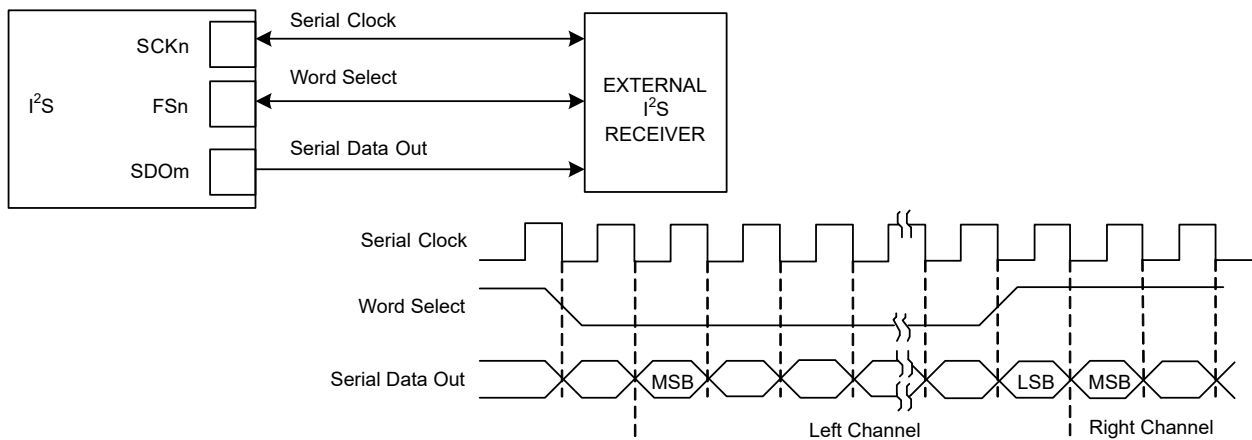 Serial Clock
SCKn
Word Select
I²S
FSn
EXTERNAL
I²S
RECEIVER
Serial Data Out
SDOm
Serial Clock
Word Select
Serial Data Out
MSB
LSB
MSB
Left Channel
Right Channel